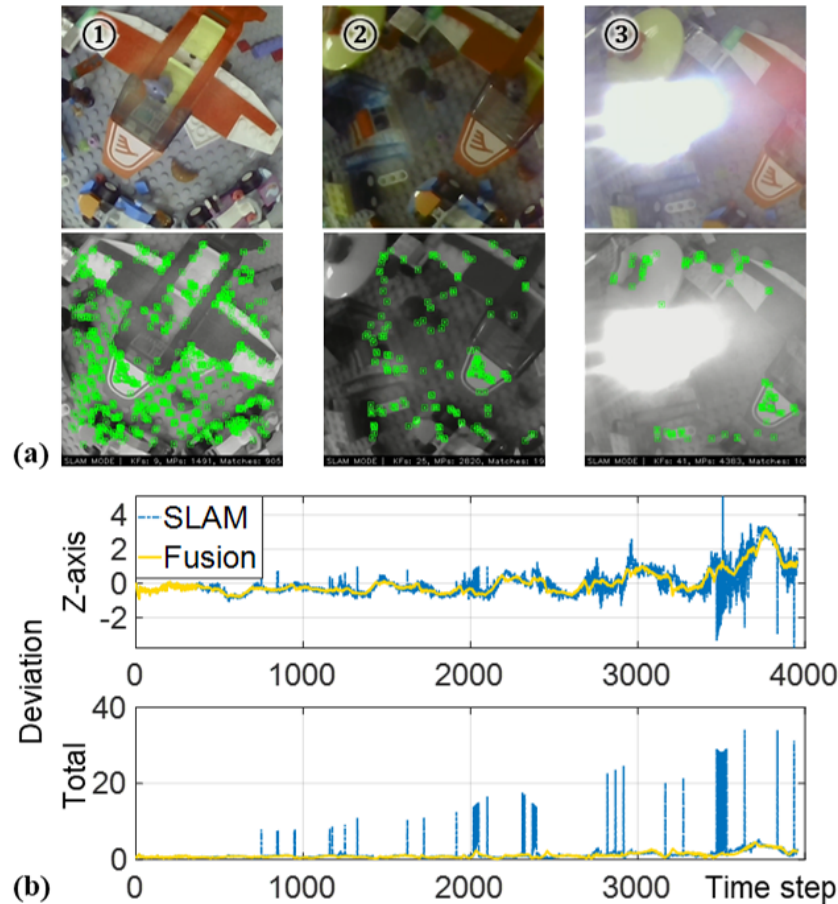 ① ② ③
SLAM MODE | KFs: 9, MPs: 1491, Matches: 905
SLAM MODE | KFs: 25, MPs: 2820, Matches: 19
SLAM MODE | KFs: 41, MPs: 4383, Matches: 10
(a)
SLAM
Fusion
Deviation
Z-axis
4
2
0
-2
0 1000 2000 3000 4000
Total
40
20
0
0 1000 2000 3000 Time step
(b)